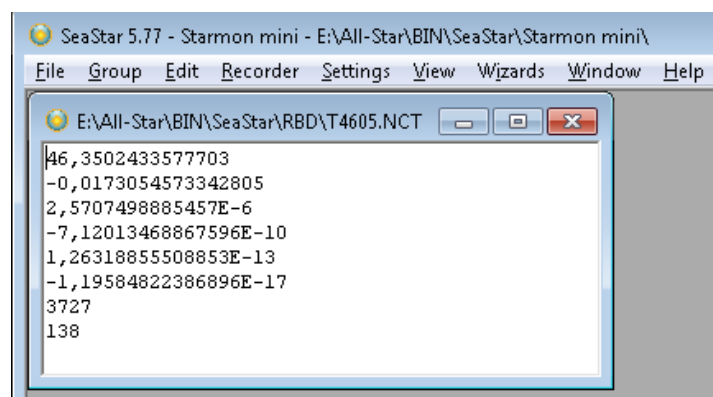 SeaStar 5.77 - Starmon mini - E:\All-Star\BIN\SeaStar\Starmon mini\
File Group Edit Recorder Settings View Wizards Window Help
E:\All-Star\BIN\SeaStar\RBD\T4605.NCT
46,3502433577703
-0,0173054573342805
2,5707498885457E-6
-7,12013468867596E-10
1,26318855508853E-13
-1,19584822386896E-17
3727
138